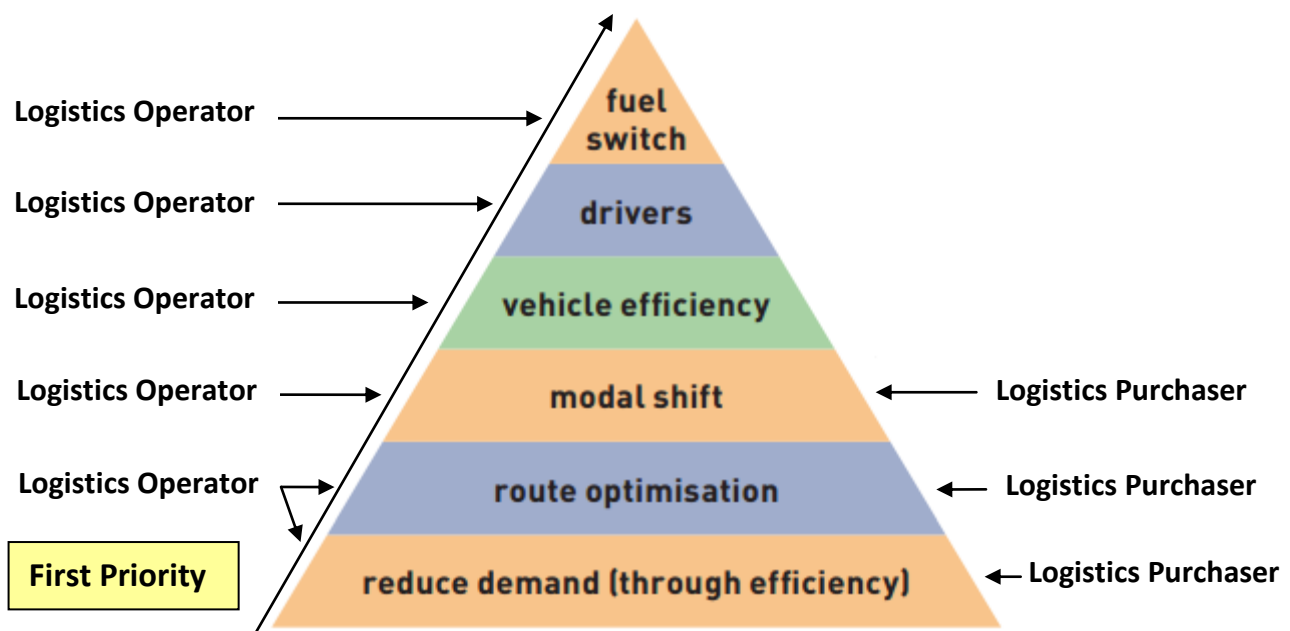 fuel
switch
Logistics Operator
Logistics Operator
drivers
Logistics Operator
vehicle efficiency
Logistics Operator
modal shift
Logistics Purchaser
Logistics Operator
route optimisation
Logistics Purchaser
First Priority
reduce demand (through efficiency)
Logistics Purchaser